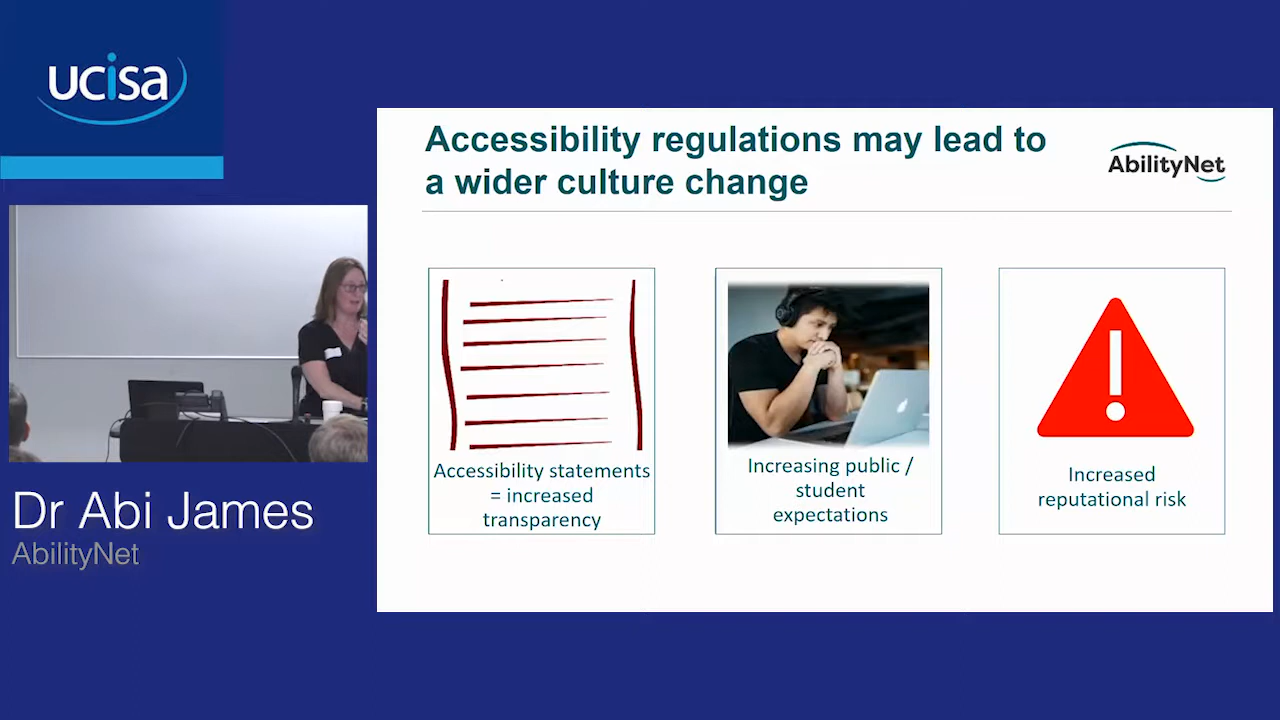 ucisa
Accessibility regulations may lead to
a wider culture change
AbilityNet
Accessibility statements
= increased
transparency
Increasing public /
student
expectations
Increased
reputational risk
Dr Abi James
AbilityNet